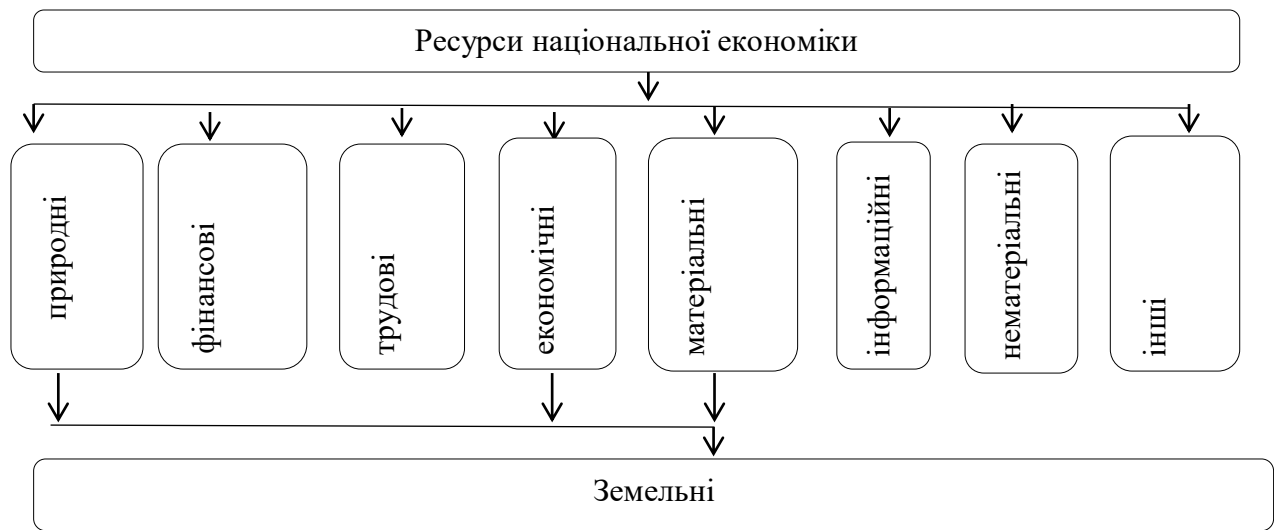 Ресурси національної економіки
природні
фінансові
трудові
економічні
матеріальні
інформаційні
нематеріальні
інші
Земельні